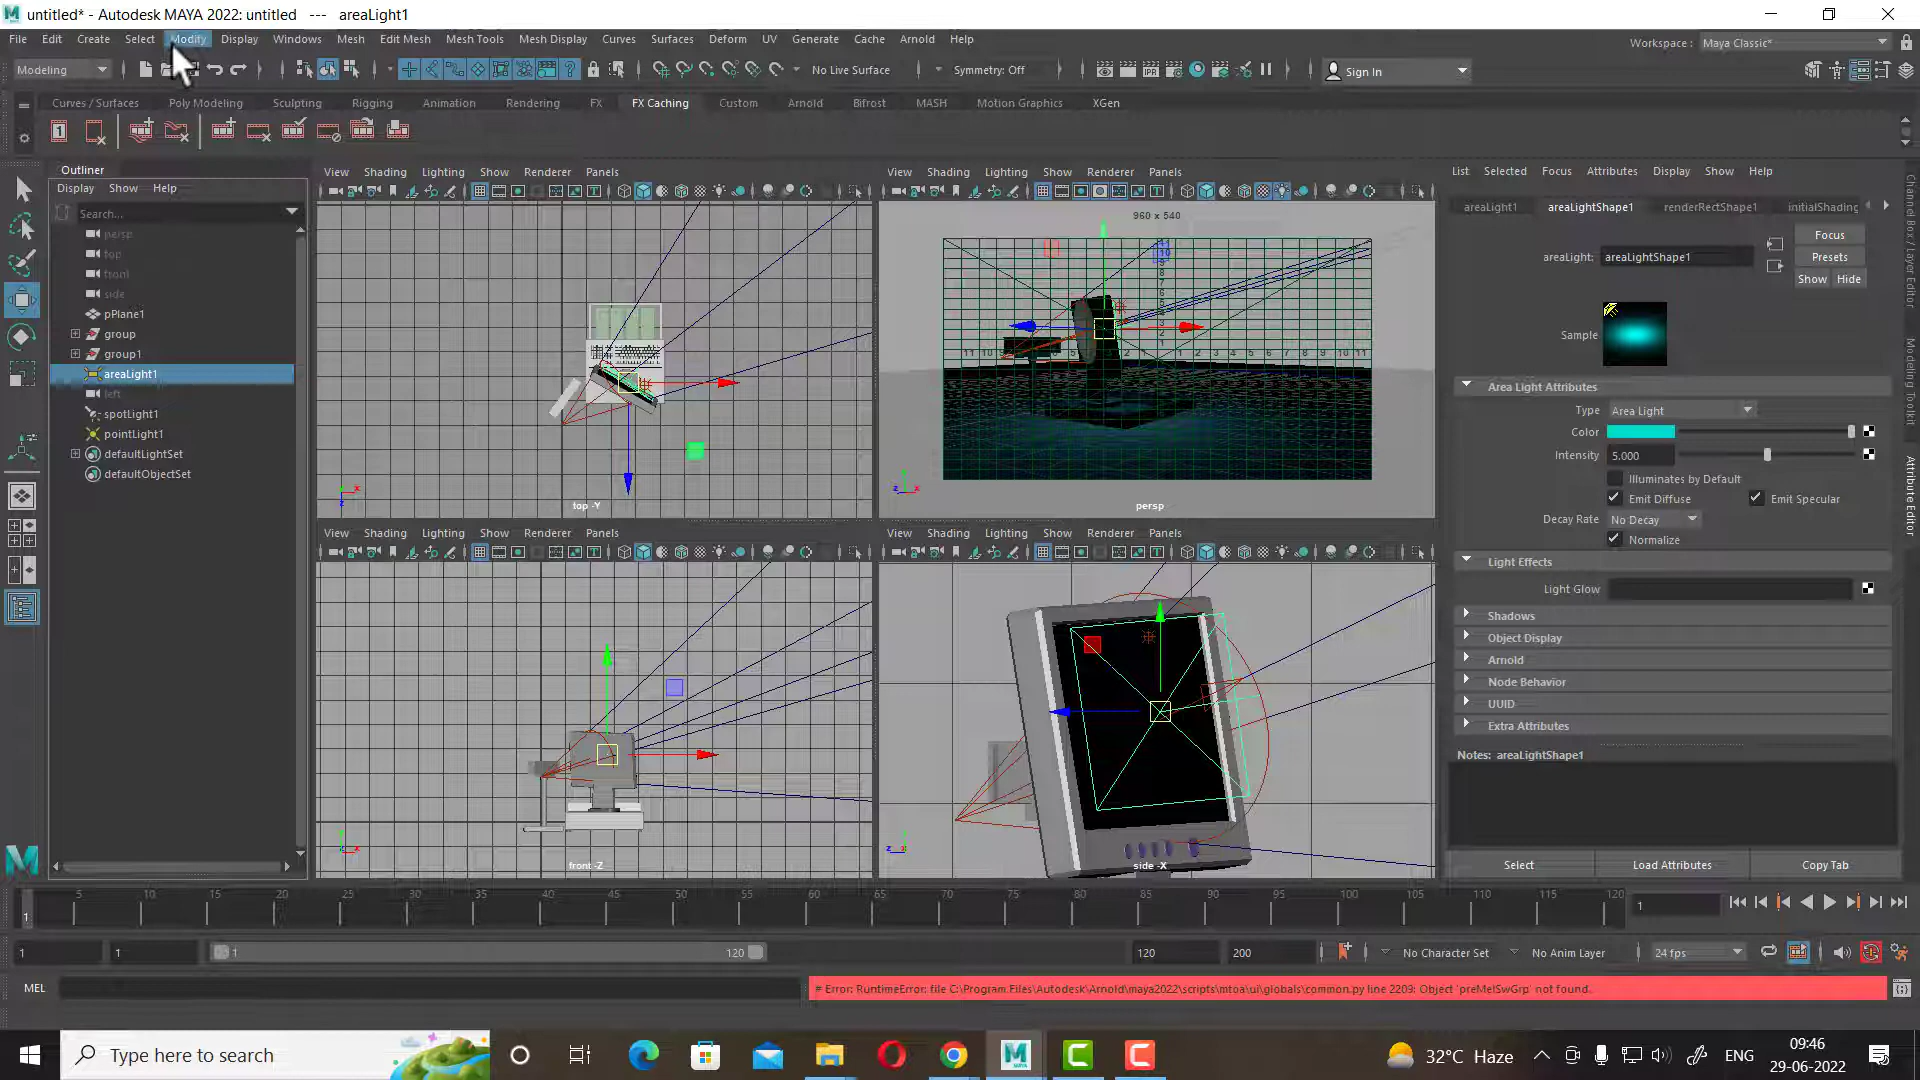 untitled* - Autodesk MAYA 2022: untitled --- areaLight1
File Edit Create Select Modify Display Windows Mesh Edit Mesh Mesh Tools Mesh Display Curves Surfaces Deform UV Generate Cache Arnold Help
Workspace : Maya Classic*
Modeling No Live Surface Symmetry: Off Sign In
Curves / Surfaces Poly Modeling Sculpting Rigging Animation Rendering FX FX Caching Custom Arnold Bifrost MASH Motion Graphics XGen
Outliner
Display Show Help
Search...
persp
top
front
side
pPlane1
group
group1
areaLight1
left
spotLight1
pointLight1
defaultLightSet
defaultObjectSet
View Shading Lighting Show Renderer Panels
top -Y
View Shading Lighting Show Renderer Panels
960 x 540
persp
View Shading Lighting Show Renderer Panels
front -Z
View Shading Lighting Show Renderer Panels
side -X
List Selected Focus Attributes Display Show Help
areaLight1 areaLightShape1 renderRectShape1 initialShading
areaLight: areaLightShape1
Focus
Presets
Show Hide
Sample
Area Light Attributes
Type Area Light
Color
Intensity 5.000
Illuminates by Default
Emit Diffuse Emit Specular
Decay Rate No Decay
Normalize
Light Effects
Light Glow
Shadows
Object Display
Arnold
Node Behavior
UUID
Extra Attributes
Notes: areaLightShape1
Select Load Attributes Copy Tab
Channel Box / Layer Editor
Modeling Toolkit
Attribute Editor
5 10 15 20 25 30 35 40 45 50 55 60 65 70 75 80 85 90 95 100 105 110 115 120
1 1
1 1 1 120 120 200 No Character Set No Anim Layer 24 fps
MEL # Error: RuntimeError: file C:\Program Files\Autodesk\Arnold\maya2022\scripts\mtoa\ui\globals\common.py line 2209: Object 'preMelSwGrp' not found.
Type here to search
32°C Haze ENG 09:46
29-06-2022